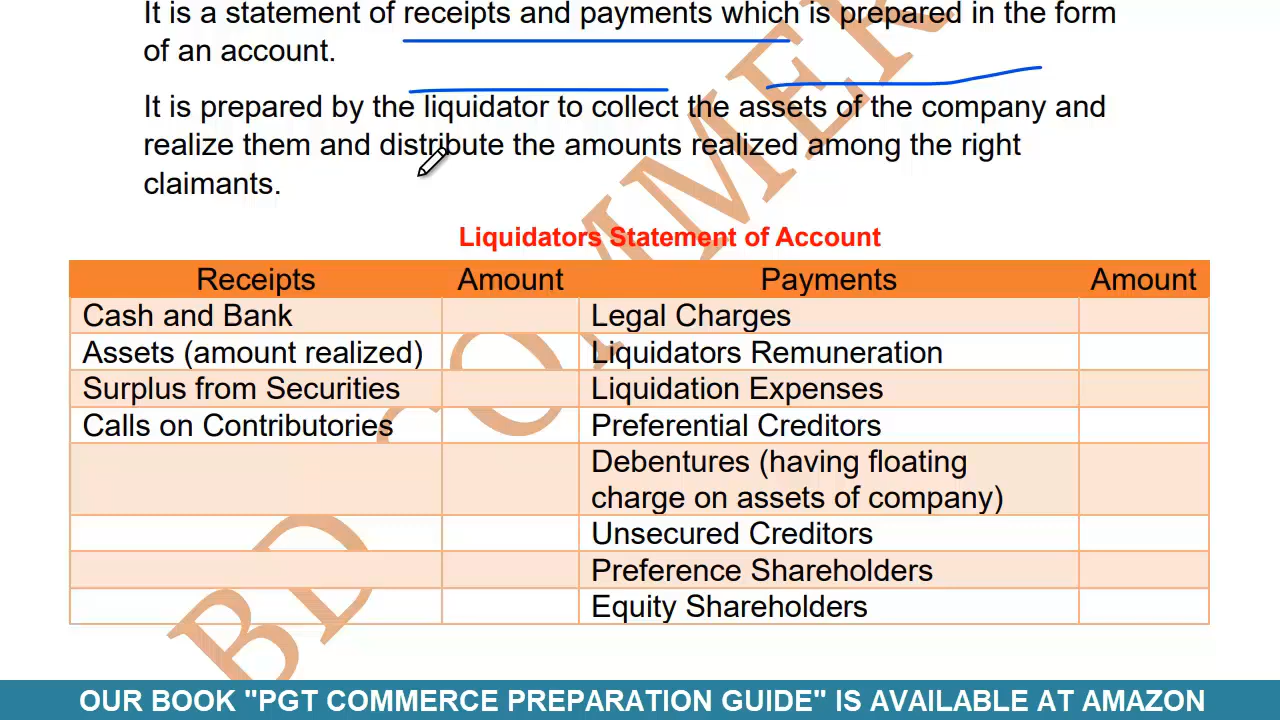 It is a statement of receipts and payments which is prepared in the form
of an account.
It is prepared by the liquidator to collect the assets of the company and
realize them and distribute the amounts realized among the right
claimants.
Liquidators Statement of Account
Receipts Amount Payments Amount
Cash and Bank Legal Charges
Assets (amount realized) Liquidators Remuneration
Surplus from Securities Liquidation Expenses
Calls on Contributories Preferential Creditors
Debentures (having floating
charge on assets of company)
Unsecured Creditors
Preference Shareholders
Equity Shareholders
OUR BOOK "PGT COMMERCE PREPARATION GUIDE" IS AVAILABLE AT AMAZON